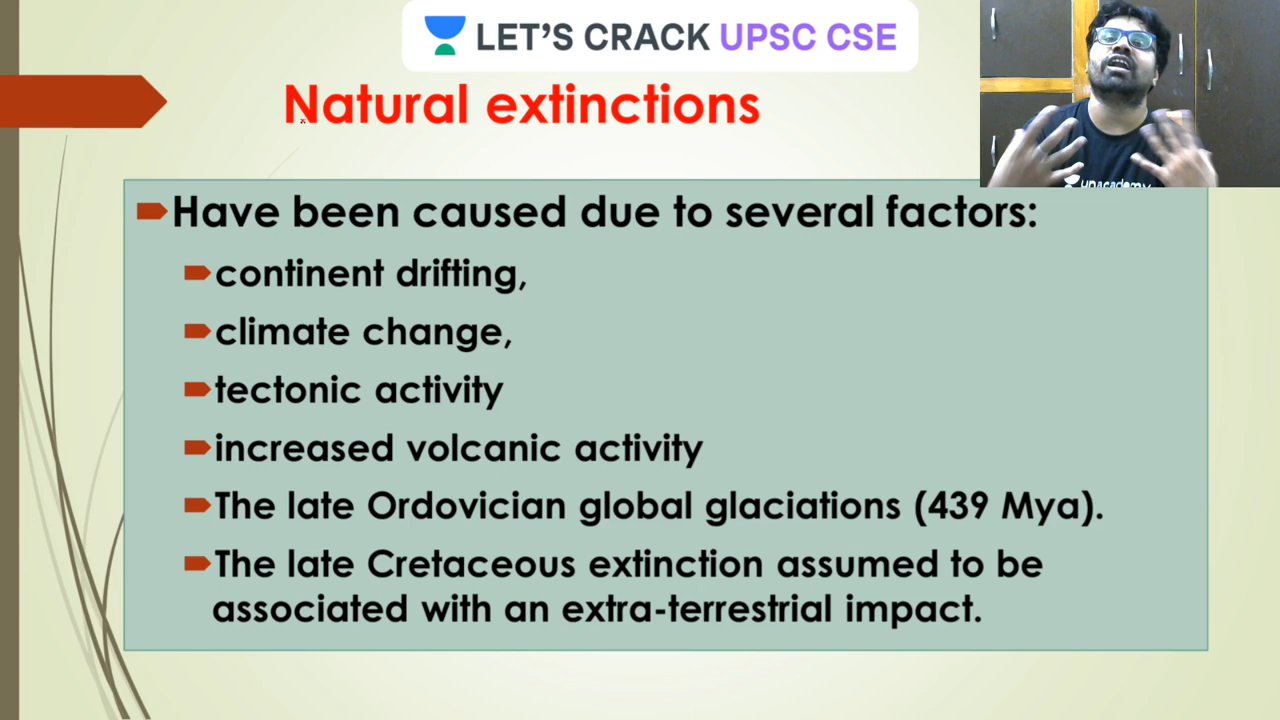 LET'S CRACK UPSC CSE
Natural extinctions
Have been caused due to several factors:
continent drifting,
climate change,
tectonic activity
increased volcanic activity
The late Ordovician global glaciations (439 Mya).
The late Cretaceous extinction assumed to be
associated with an extra-terrestrial impact.
unacademy